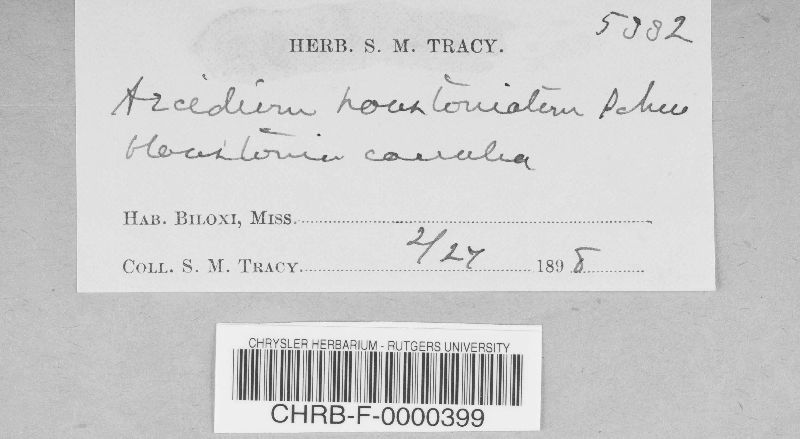 5332
HERB. S. M. TRACY.
Aecidium houstoniatum Schw
Houstonia coerulea
HAB. BILOXI, MISS.
COLL. S. M. TRACY. 2/27 1898
CHRYSLER HERBARIUM - RUTGERS UNIVERSITY
CHRB-F-0000399